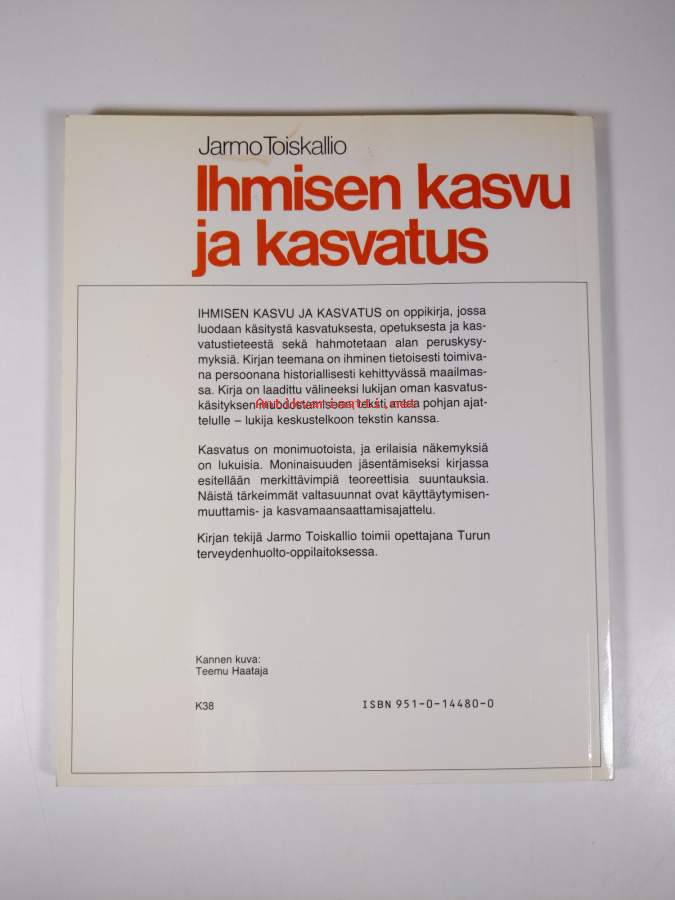 Jarmo Toiskallio
Ihmisen kasvu
ja kasvatus
IHMISEN KASVU JA KASVATUS on oppikirja, jossa
luodaan käsitystä kasvatuksesta, opetuksesta ja kas-
vatustieteestä sekä hahmotetaan alan peruskysy-
myksiä. Kirjan teemana on ihminen tietoisesti toimiva-
na persoonana historiallisesti kehittyvässä maailmas-
sa. Kirja on laadittu välineeksi lukijan oman kasvatus-
käsityksen muodostamiseen: teksti antaa pohjan ajat-
telulle – lukija keskustelkoon tekstin kanssa.
Kasvatus on monimuotoista, ja erilaisia näkemyksiä
on lukuisia. Moninaisuuden jäsentämiseksi kirjassa
esitellään merkittävimpiä teoreettisia suuntauksia.
Näistä tärkeimmät valtasuunnat ovat käyttäytymisen-
muuttamis- ja kasvamaansaattamisajattelu.
Kirjan tekijä Jarmo Toiskallio toimii opettajana Turun
terveydenhuolto-oppilaitoksessa.
Kannen kuva:
Teemu Haataja
K38
ISBN 951-0-14480-0